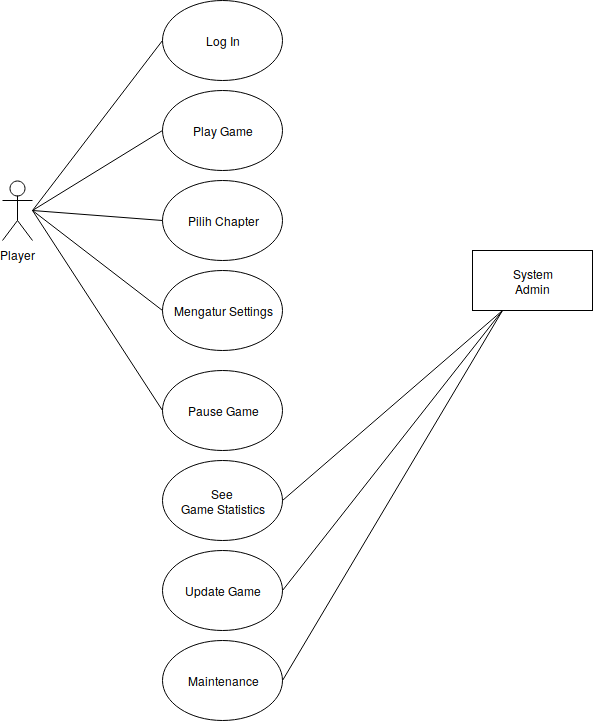 Log In
Play Game
Pilih Chapter
Player
System
Admin
Mengatur Settings
Pause Game
See
Game Statistics
Update Game
Maintenance